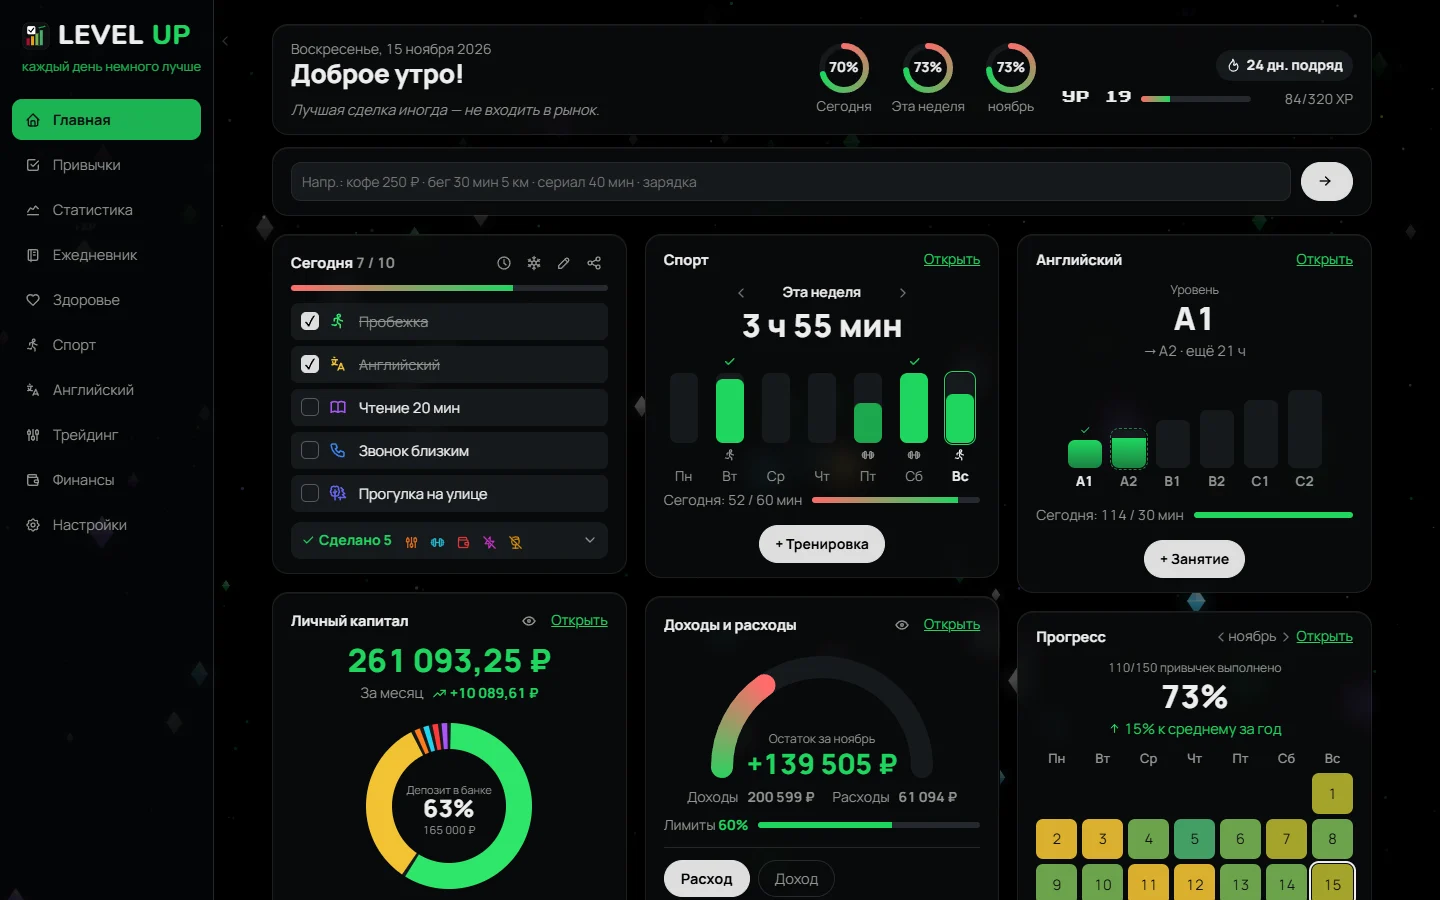 LEVEL UP
каждый день немного лучше
Главная
Привычки
Статистика
Ежедневник
Здоровье
Спорт
Английский
Трейдинг
Финансы
Настройки
Воскресенье, 15 ноября 2026
Доброе утро!
Лучшая сделка иногда — не входить в рынок.
70%
Сегодня
73%
Эта неделя
73%
ноябрь
УР 19
24 дн. подряд
84/320 XP
Напр.: кофе 250 ₽ · бег 30 мин 5 км · сериал 40 мин · зарядка
Сегодня 7 / 10
Пробежка
Английский
Чтение 20 мин
Звонок близким
Прогулка на улице
Сделано 5
Спорт
Открыть
Эта неделя
3 ч 55 мин
Пн Вт Ср Чт Пт Сб Вс
Сегодня: 52 / 60 мин
+ Тренировка
Английский
Открыть
Уровень
A1
→ A2 · ещё 21 ч
A1 A2 B1 B2 C1 C2
Сегодня: 114 / 30 мин
+ Занятие
Личный капитал
Открыть
261 093,25 ₽
За месяц +10 089,61 ₽
Депозит в банке
63%
165 000 ₽
Доходы и расходы
Открыть
Остаток за ноябрь
+139 505 ₽
Доходы 200 599 ₽ Расходы 61 094 ₽
Лимиты 60%
Расход
Доход
Прогресс
ноябрь
Открыть
110/150 привычек выполнено
73%
↑ 15% к среднему за год
Пн Вт Ср Чт Пт Сб Вс
1
2 3 4 5 6 7 8
9 10 11 12 13 14 15